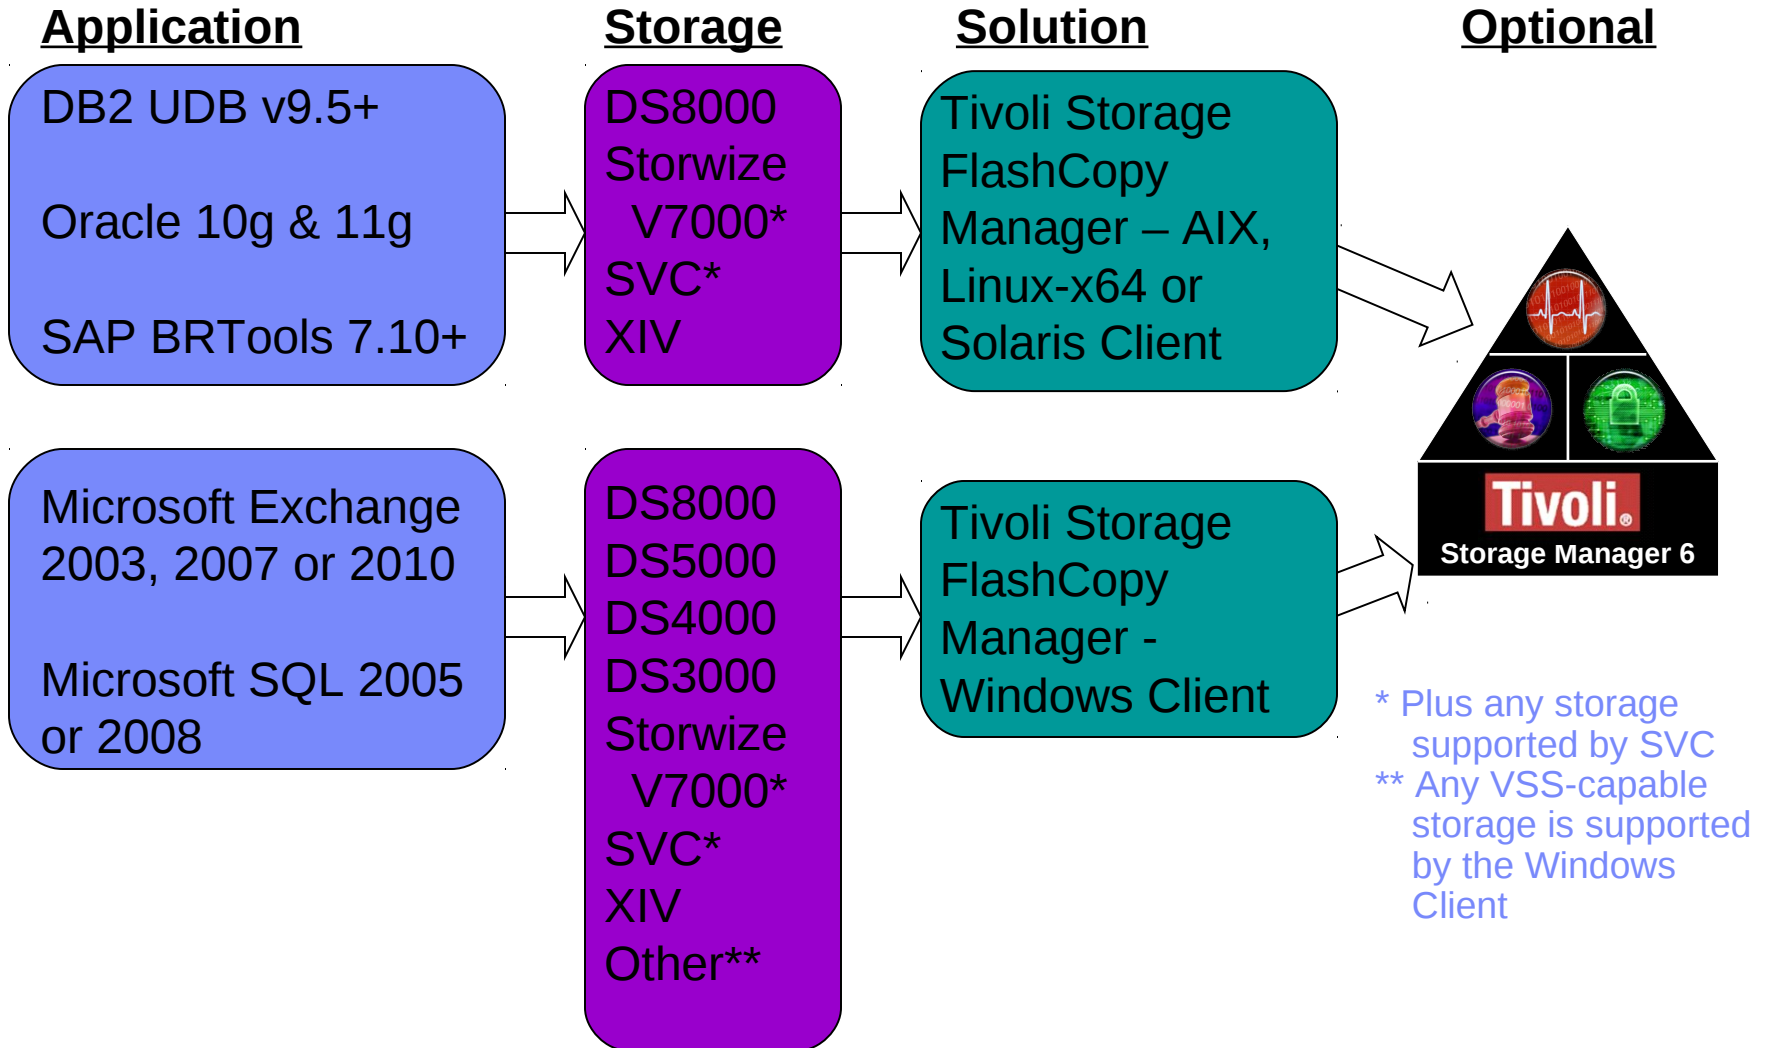 Application
Storage
Solution
Optional
DB2 UDB v9.5+
Oracle 10g & 11g
SAP BRTools 7.10+
DS8000
Storwize
V7000*
SVC*
XIV
Tivoli Storage
FlashCopy
Manager – AIX,
Linux-x64 or
Solaris Client
Microsoft Exchange
2003, 2007 or 2010
Microsoft SQL 2005
or 2008
DS8000
DS5000
DS4000
DS3000
Storwize
V7000*
SVC*
XIV
Other**
Tivoli Storage
FlashCopy
Manager -
Windows Client
Tivoli®
Storage Manager 6
* Plus any storage
supported by SVC
** Any VSS-capable
storage is supported
by the Windows
Client